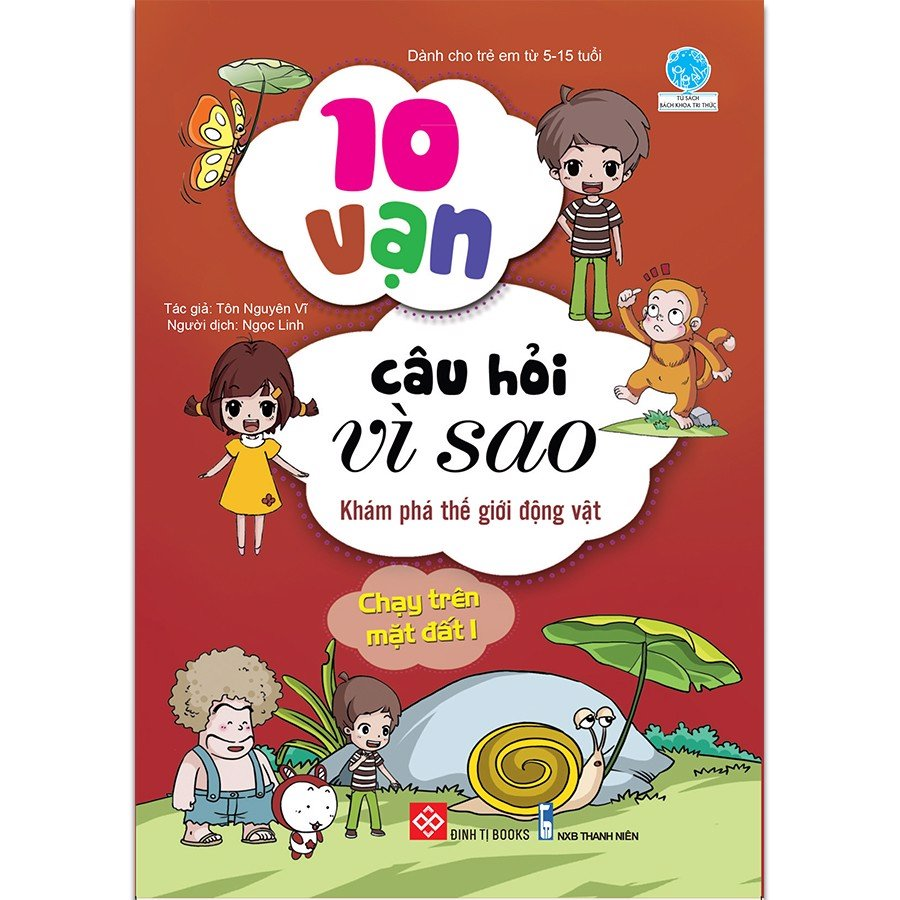 Dành cho trẻ em từ 5-15 tuổi
TỦ SÁCH
BÁCH KHOA TRI THỨC
10
vạn
Tác giả: Tôn Nguyên Vĩ
Người dịch: Ngọc Linh
câu hỏi
vì sao
Khám phá thế giới động vật
Chạy trên
mặt đất 1
ĐINH TỊ BOOKS
NXB THANH NIÊN